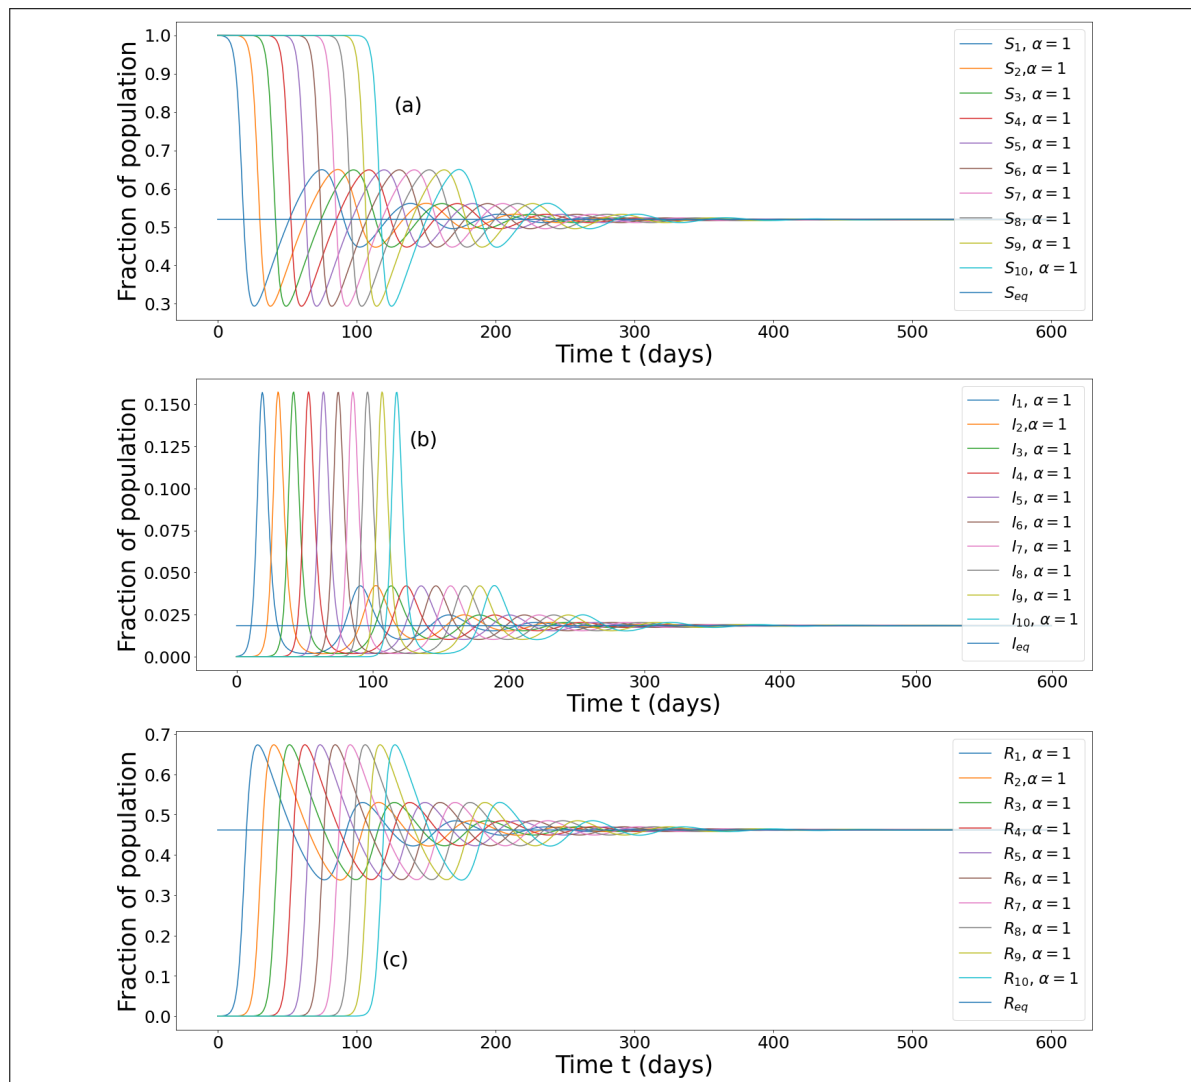 1.0
0.9
0.8
0.7
0.6
0.5
0.4
0.3
Fraction of population
(a)
S₁, α = 1
S₂,α = 1
S₃, α = 1
S₄, α = 1
S₅, α = 1
S₆, α = 1
S₇, α = 1
S₈, α = 1
S₉, α = 1
S₁₀, α = 1
S_eq
0 100 200 300 400 500 600
Time t (days)
0.150
0.125
0.100
0.075
0.050
0.025
0.000
Fraction of population
(b)
I₁, α = 1
I₂,α = 1
I₃, α = 1
I₄, α = 1
I₅, α = 1
I₆, α = 1
I₇, α = 1
I₈, α = 1
I₉, α = 1
I₁₀, α = 1
I_eq
0 100 200 300 400 500 600
Time t (days)
0.7
0.6
0.5
0.4
0.3
0.2
0.1
0.0
Fraction of population
(c)
R₁, α = 1
R₂,α = 1
R₃, α = 1
R₄, α = 1
R₅, α = 1
R₆, α = 1
R₇, α = 1
R₈, α = 1
R₉, α = 1
R₁₀, α = 1
R_eq
0 100 200 300 400 500 600
Time t (days)